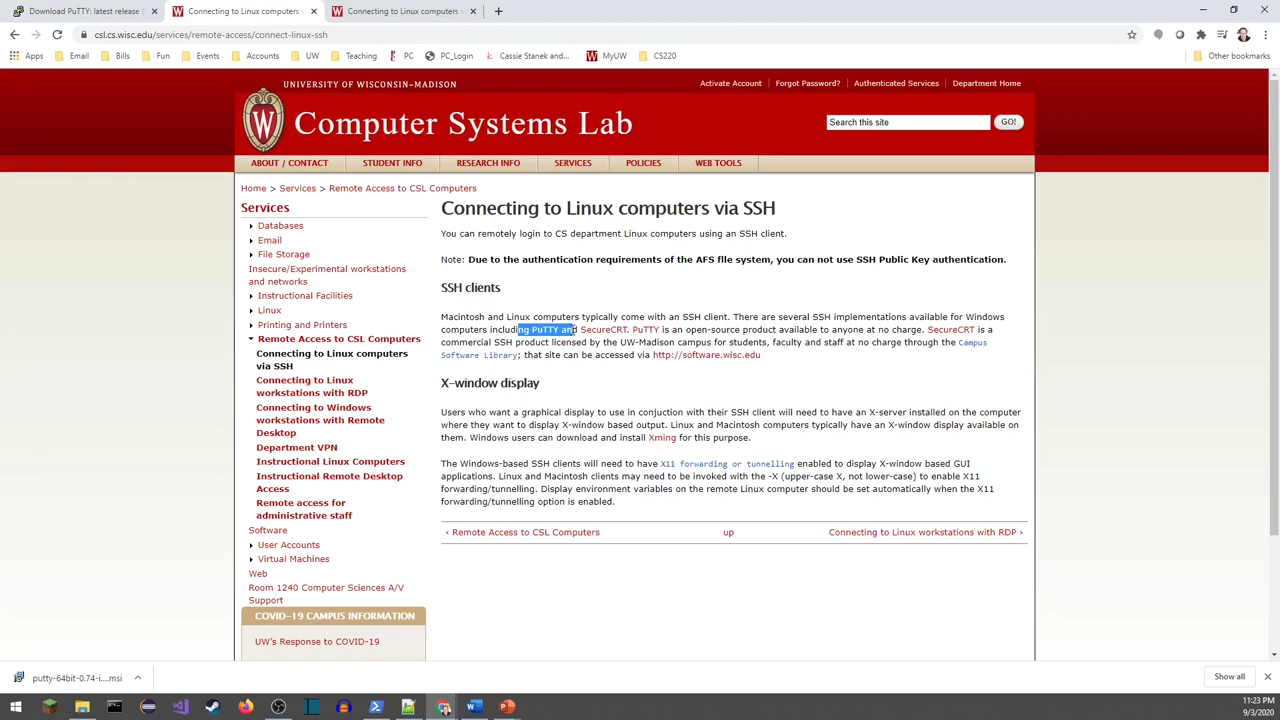 Download PuTTY: latest release
Connecting to Linux computers vi
Connecting to Linux computers vi
csl.cs.wisc.edu/services/remote-access/connect-linux-ssh
Apps
Email
Bills
Fun
Events
Accounts
UW
Teaching
PC
PC_Login
Cassie Stanek and...
MyUW
CS220
Other bookmarks
UNIVERSITY OF WISCONSIN-MADISON
Activate Account
Forgot Password?
Authenticated Services
Department Home
W
Computer Systems Lab
Search this site
GO!
ABOUT / CONTACT
STUDENT INFO
RESEARCH INFO
SERVICES
POLICIES
WEB TOOLS
Home > Services > Remote Access to CSL Computers
Services
Databases
Email
File Storage
Insecure/Experimental workstations
and networks
Instructional Facilities
Linux
Printing and Printers
Remote Access to CSL Computers
Connecting to Linux computers
via SSH
Connecting to Linux
workstations with RDP
Connecting to Windows
workstations with Remote
Desktop
Department VPN
Instructional Linux Computers
Instructional Remote Desktop
Access
Remote access for
administrative staff
Software
User Accounts
Virtual Machines
Web
Room 1240 Computer Sciences A/V
Support
COVID-19 CAMPUS INFORMATION
UW's Response to COVID-19
Connecting to Linux computers via SSH
You can remotely login to CS department Linux computers using an SSH client.
Note: Due to the authentication requirements of the AFS file system, you can not use SSH Public Key authentication.
SSH clients
Macintosh and Linux computers typically come with an SSH client. There are several SSH implementations available for Windows
computers including PuTTY and SecureCRT. PuTTY is an open-source product available to anyone at no charge. SecureCRT is a
commercial SSH product licensed by the UW-Madison campus for students, faculty and staff at no charge through the Campus
Software Library; that site can be accessed via http://software.wisc.edu
X-window display
Users who want a graphical display to use in conjuction with their SSH client will need to have an X-server installed on the computer
where they want to display X-window based output. Linux and Macintosh computers typically have an X-window display available on
them. Windows users can download and install Xming for this purpose.
The Windows-based SSH clients will need to have X11 forwarding or tunnelling enabled to display X-window based GUI
applications. Linux and Macintosh clients may need to be invoked with the -X (upper-case X, not lower-case) to enable X11
forwarding/tunnelling. Display environment variables on the remote Linux computer should be set automatically when the X11
forwarding/tunnelling option is enabled.
‹ Remote Access to CSL Computers
up
Connecting to Linux workstations with RDP ›
putty-64bit-0.74-i....msi
Show all
11:23 PM
9/3/2020